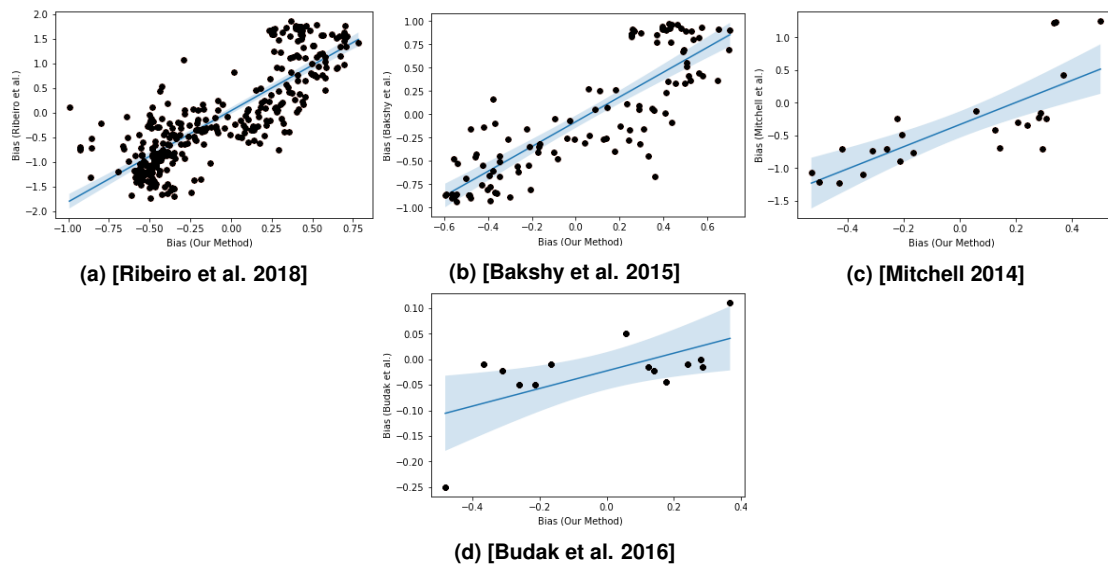 2.0
1.5
1.0
0.5
0.0
−0.5
−1.0
−1.5
−2.0
Bias (Ribeiro et al.)
−1.00 −0.75 −0.50 −0.25 0.00 0.25 0.50 0.75
Bias (Our Method)
(a) [Ribeiro et al. 2018]
1.00
0.75
0.50
0.25
0.00
−0.25
−0.50
−0.75
−1.00
Bias (Bakshy et al.)
−0.6 −0.4 −0.2 0.0 0.2 0.4 0.6
Bias (Our Method)
(b) [Bakshy et al. 2015]
1.0
0.5
0.0
−0.5
−1.0
−1.5
Bias (Mitchell et al.)
−0.4 −0.2 0.0 0.2 0.4
Bias (Our Method)
(c) [Mitchell 2014]
0.10
0.05
0.00
−0.05
−0.10
−0.15
−0.20
−0.25
Bias (Budak et al.)
−0.4 −0.2 0.0 0.2 0.4
Bias (Our Method)
(d) [Budak et al. 2016]